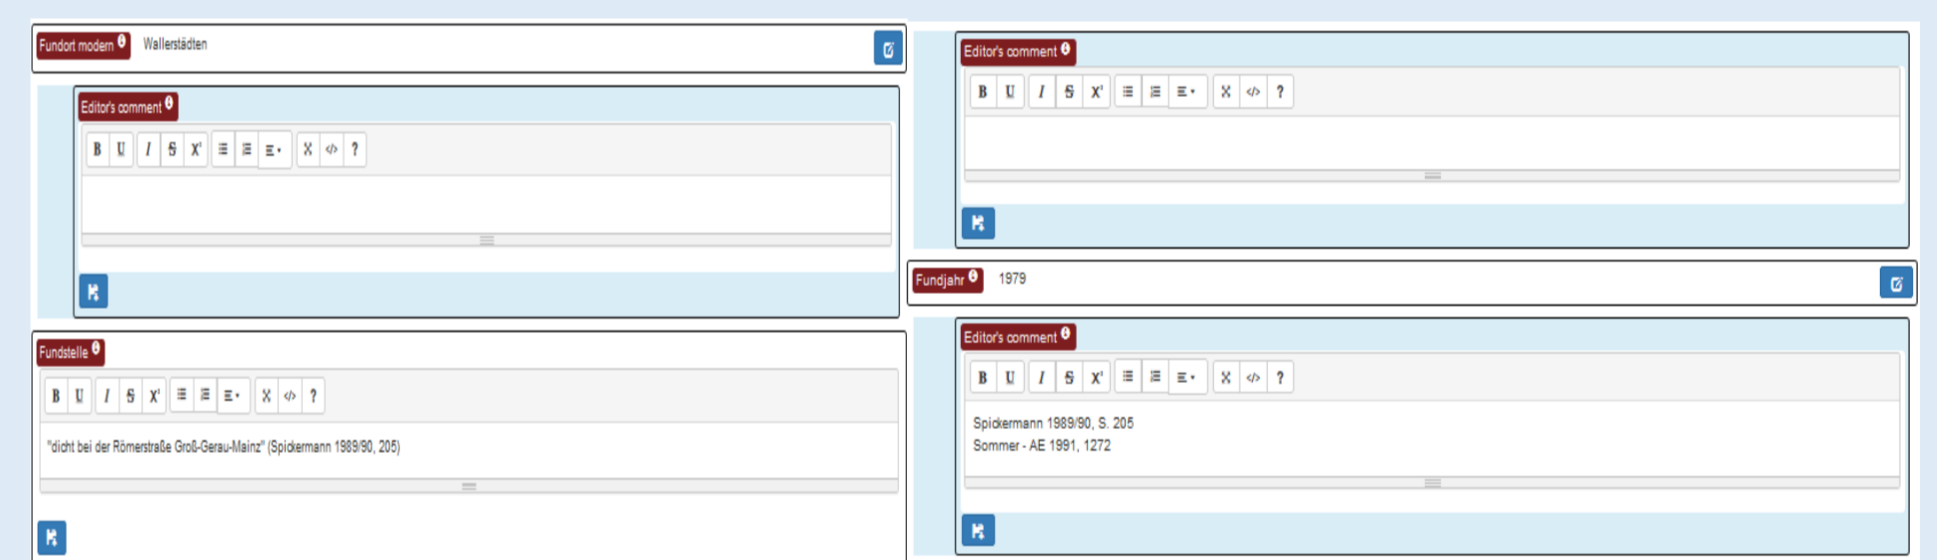 Fundort modern Wallerstädten
Editor's comment
B U I S X' </> ?
Fundstelle
B U I S X' </> ?
"dicht bei der Römerstraße Groß-Gerau-Mainz" (Spickermann 1989/90, 205)
Editor's comment
B U I S X' </> ?
Fundjahr 1979
Editor's comment
B U I S X' </> ?
Spickermann 1989/90, S. 205
Sommer - AE 1991, 1272